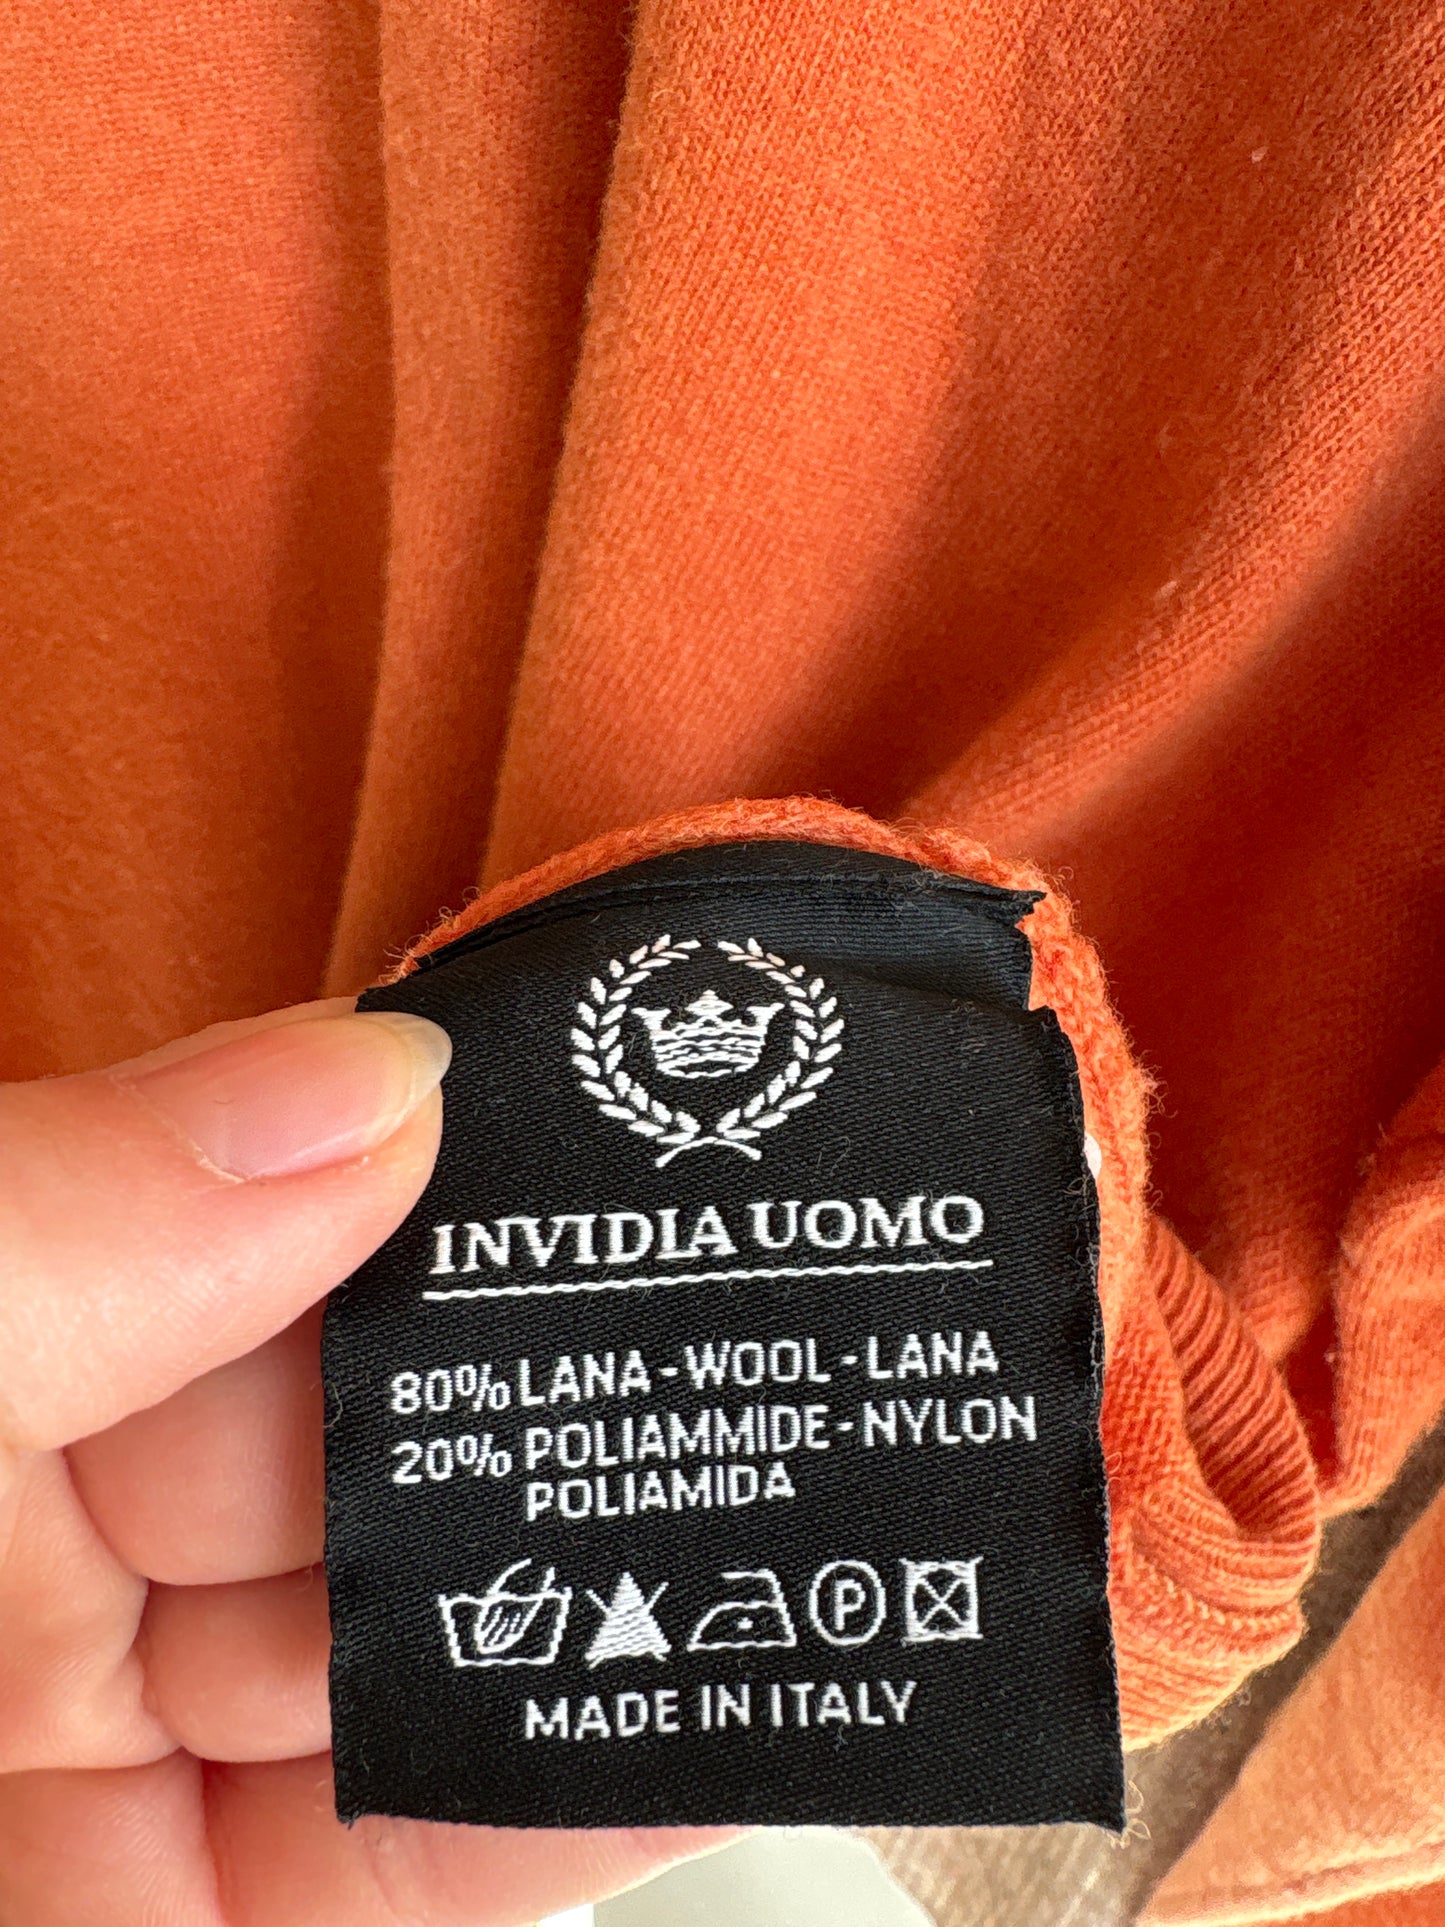 INVIDIA UOMO
80% LANA - WOOL - LANA
20% POLIAMMIDE - NYLON
POLIAMIDA
P
MADE IN ITALY